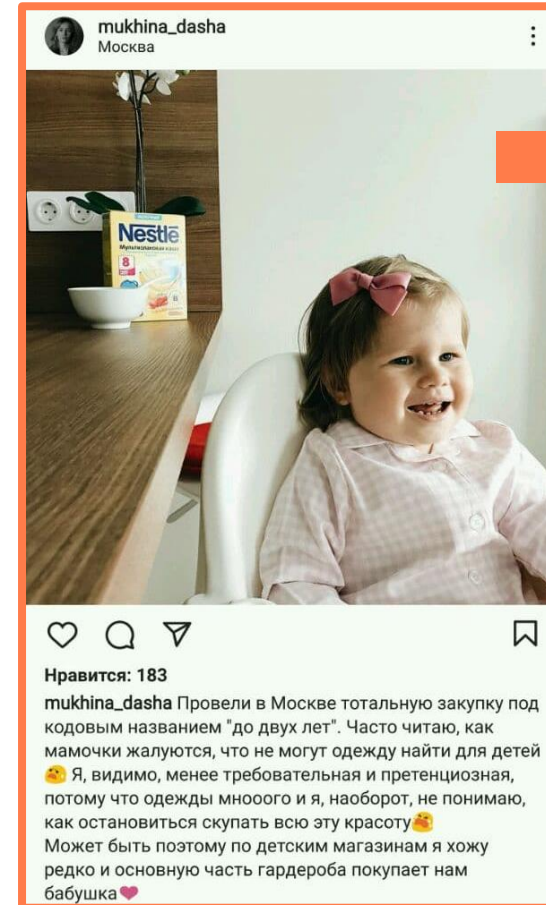 mukhina_dasha
Москва
Nestlé
8
Нравится: 183
mukhina_dasha Провели в Москве тотальную закупку под
кодовым названием "до двух лет". Часто читаю, как
мамочки жалуются, что не могут одежду найти для детей
😫 Я, видимо, менее требовательная и претенциозная,
потому что одежды мнооого и я, наоборот, не понимаю,
как остановиться скупать всю эту красоту😫
Может быть поэтому по детским магазинам я хожу
редко и основную часть гардероба покупает нам
бабушка❤